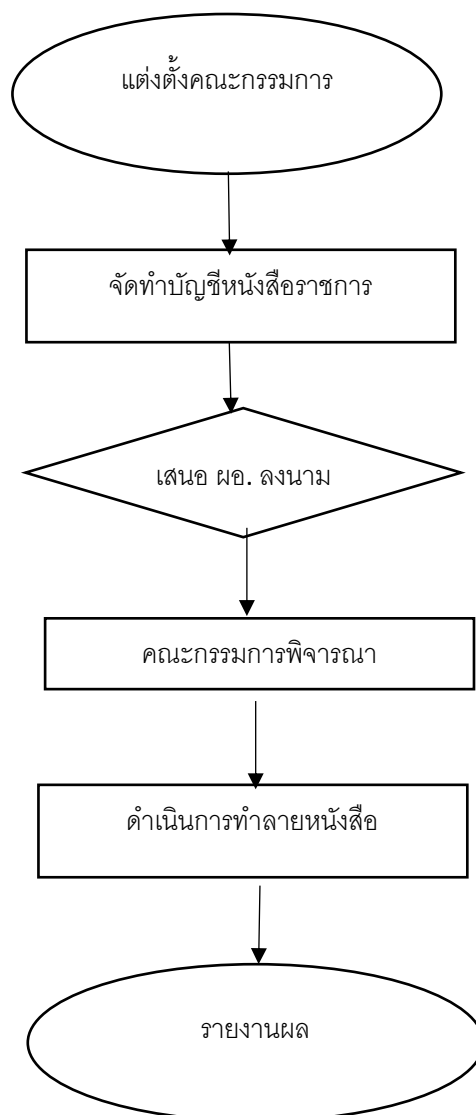 แต่งตั้งคณะกรรมการ
จัดทำบัญชีหนังสือราชการ
เสนอ ผอ. ลงนาม
คณะกรรมการพิจารณา
ดำเนินการทำลายหนังสือ
รายงานผล